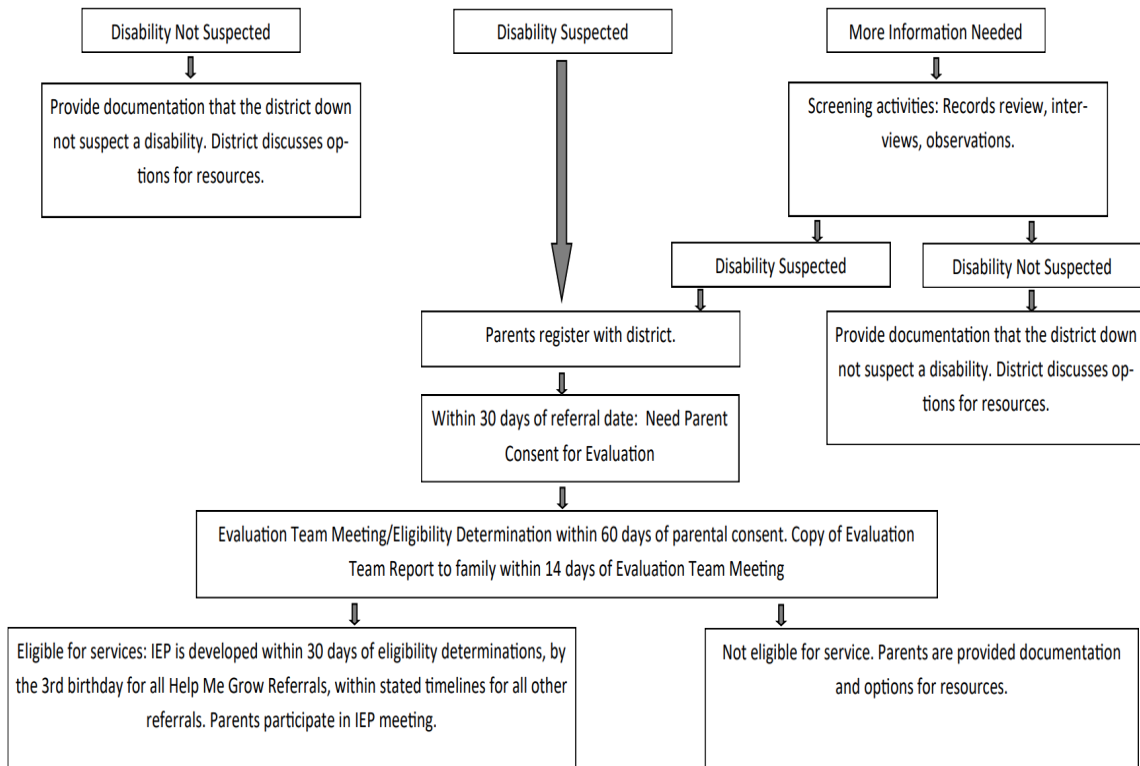 Disability Not Suspected
Disability Suspected
More Information Needed
Provide documentation that the district down
not suspect a disability. District discusses op-
tions for resources.
Screening activities: Records review, inter-
views, observations.
Disability Suspected
Disability Not Suspected
Parents register with district.
Provide documentation that the district down
not suspect a disability. District discusses op-
tions for resources.
Within 30 days of referral date:  Need Parent
Consent for Evaluation
Evaluation Team Meeting/Eligibility Determination within 60 days of parental consent. Copy of Evaluation
Team Report to family within 14 days of Evaluation Team Meeting
Eligible for services: IEP is developed within 30 days of eligibility determinations, by
the 3rd birthday for all Help Me Grow Referrals, within stated timelines for all other
referrals. Parents participate in IEP meeting.
Not eligible for service. Parents are provided documentation
and options for resources.